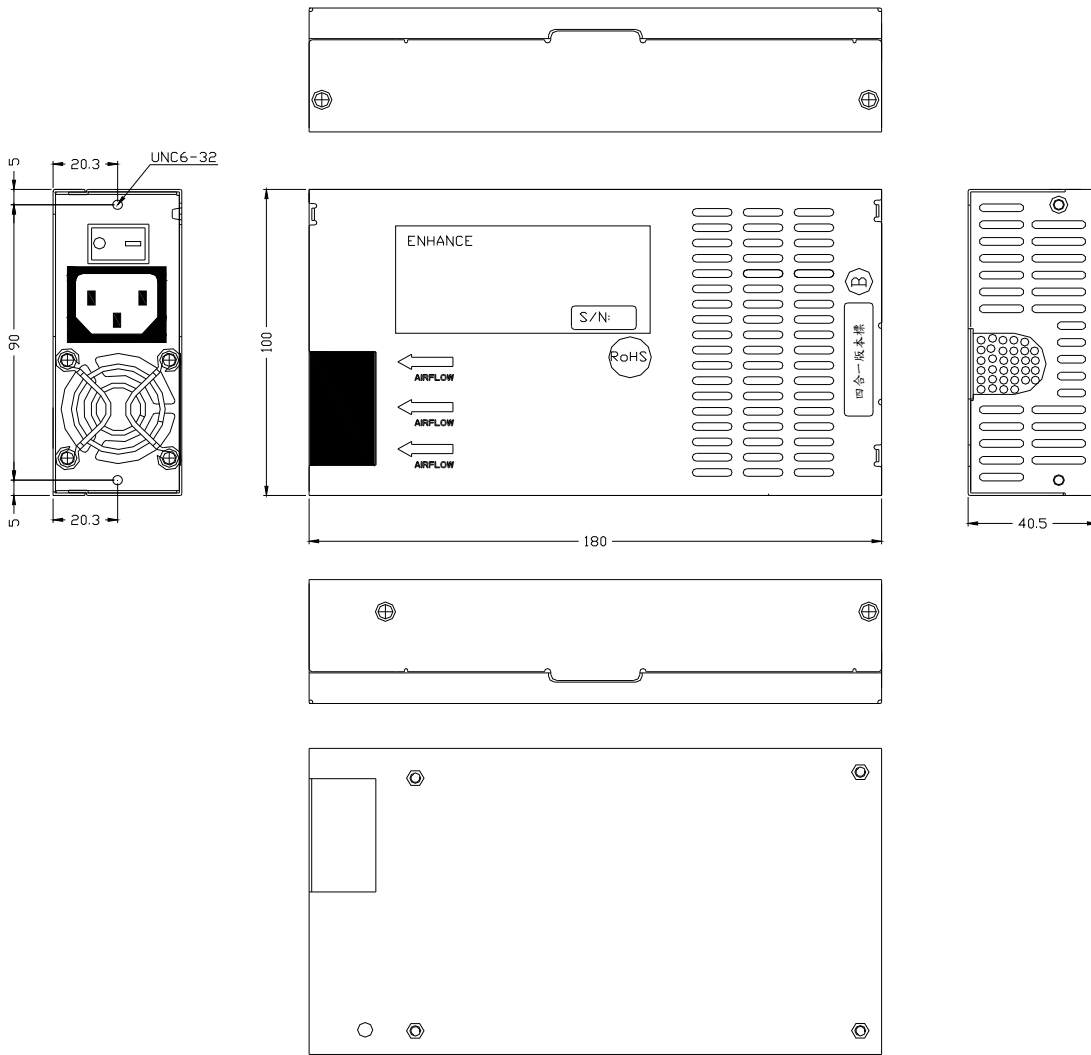 5
20.3
UNC6-32
90
5
20.3
100
ENHANCE
S/N:
RoHS
AIRFLOW
AIRFLOW
AIRFLOW
B
四合一版本標
180
40.5